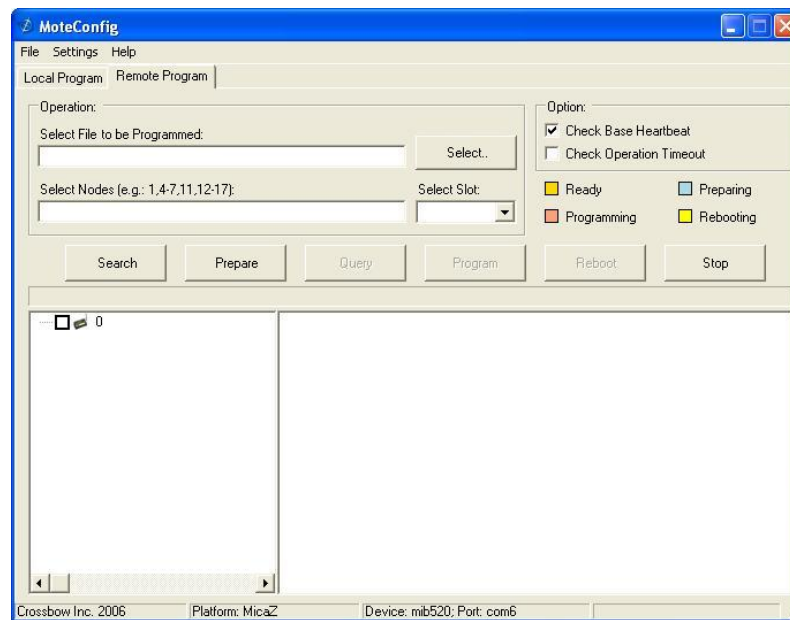 MoteConfig
File Settings Help
Local Program Remote Program
Operation:
Select File to be Programmed:
Select..
Select Nodes (e.g.: 1,4-7,11,12-17):
Select Slot:
Option:
Check Base Heartbeat
Check Operation Timeout
Ready Preparing
Programming Rebooting
Search Prepare Query Program Reboot Stop
0
Crossbow Inc. 2006 Platform: MicaZ Device: mib520; Port: com6